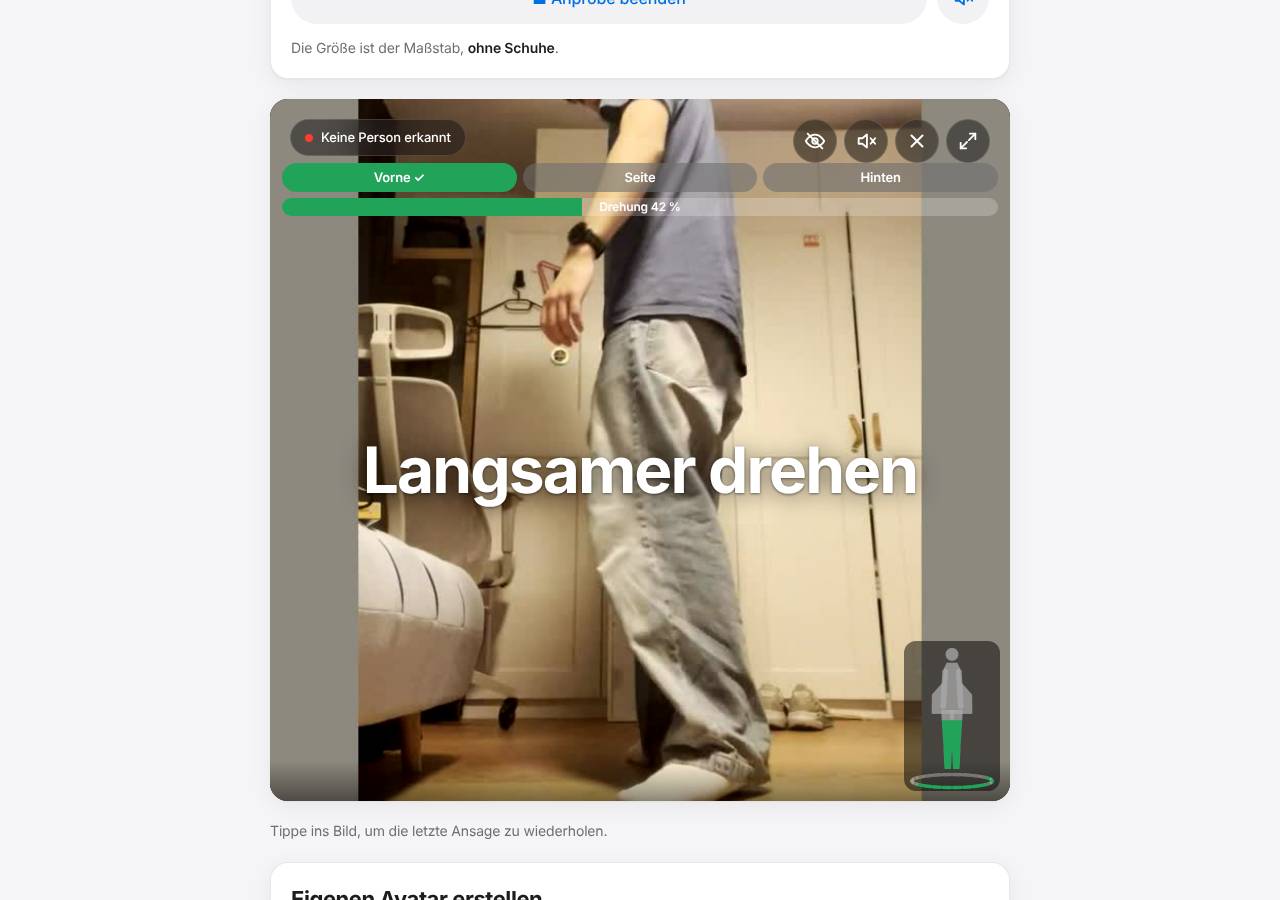 Anprobe beenden
Die Größe ist der Maßstab, ohne Schuhe.
Keine Person erkannt
Vorne ✓
Seite
Hinten
Drehung 42 %
Langsamer drehen
Tippe ins Bild, um die letzte Ansage zu wiederholen.
Eigenen Avatar erstellen